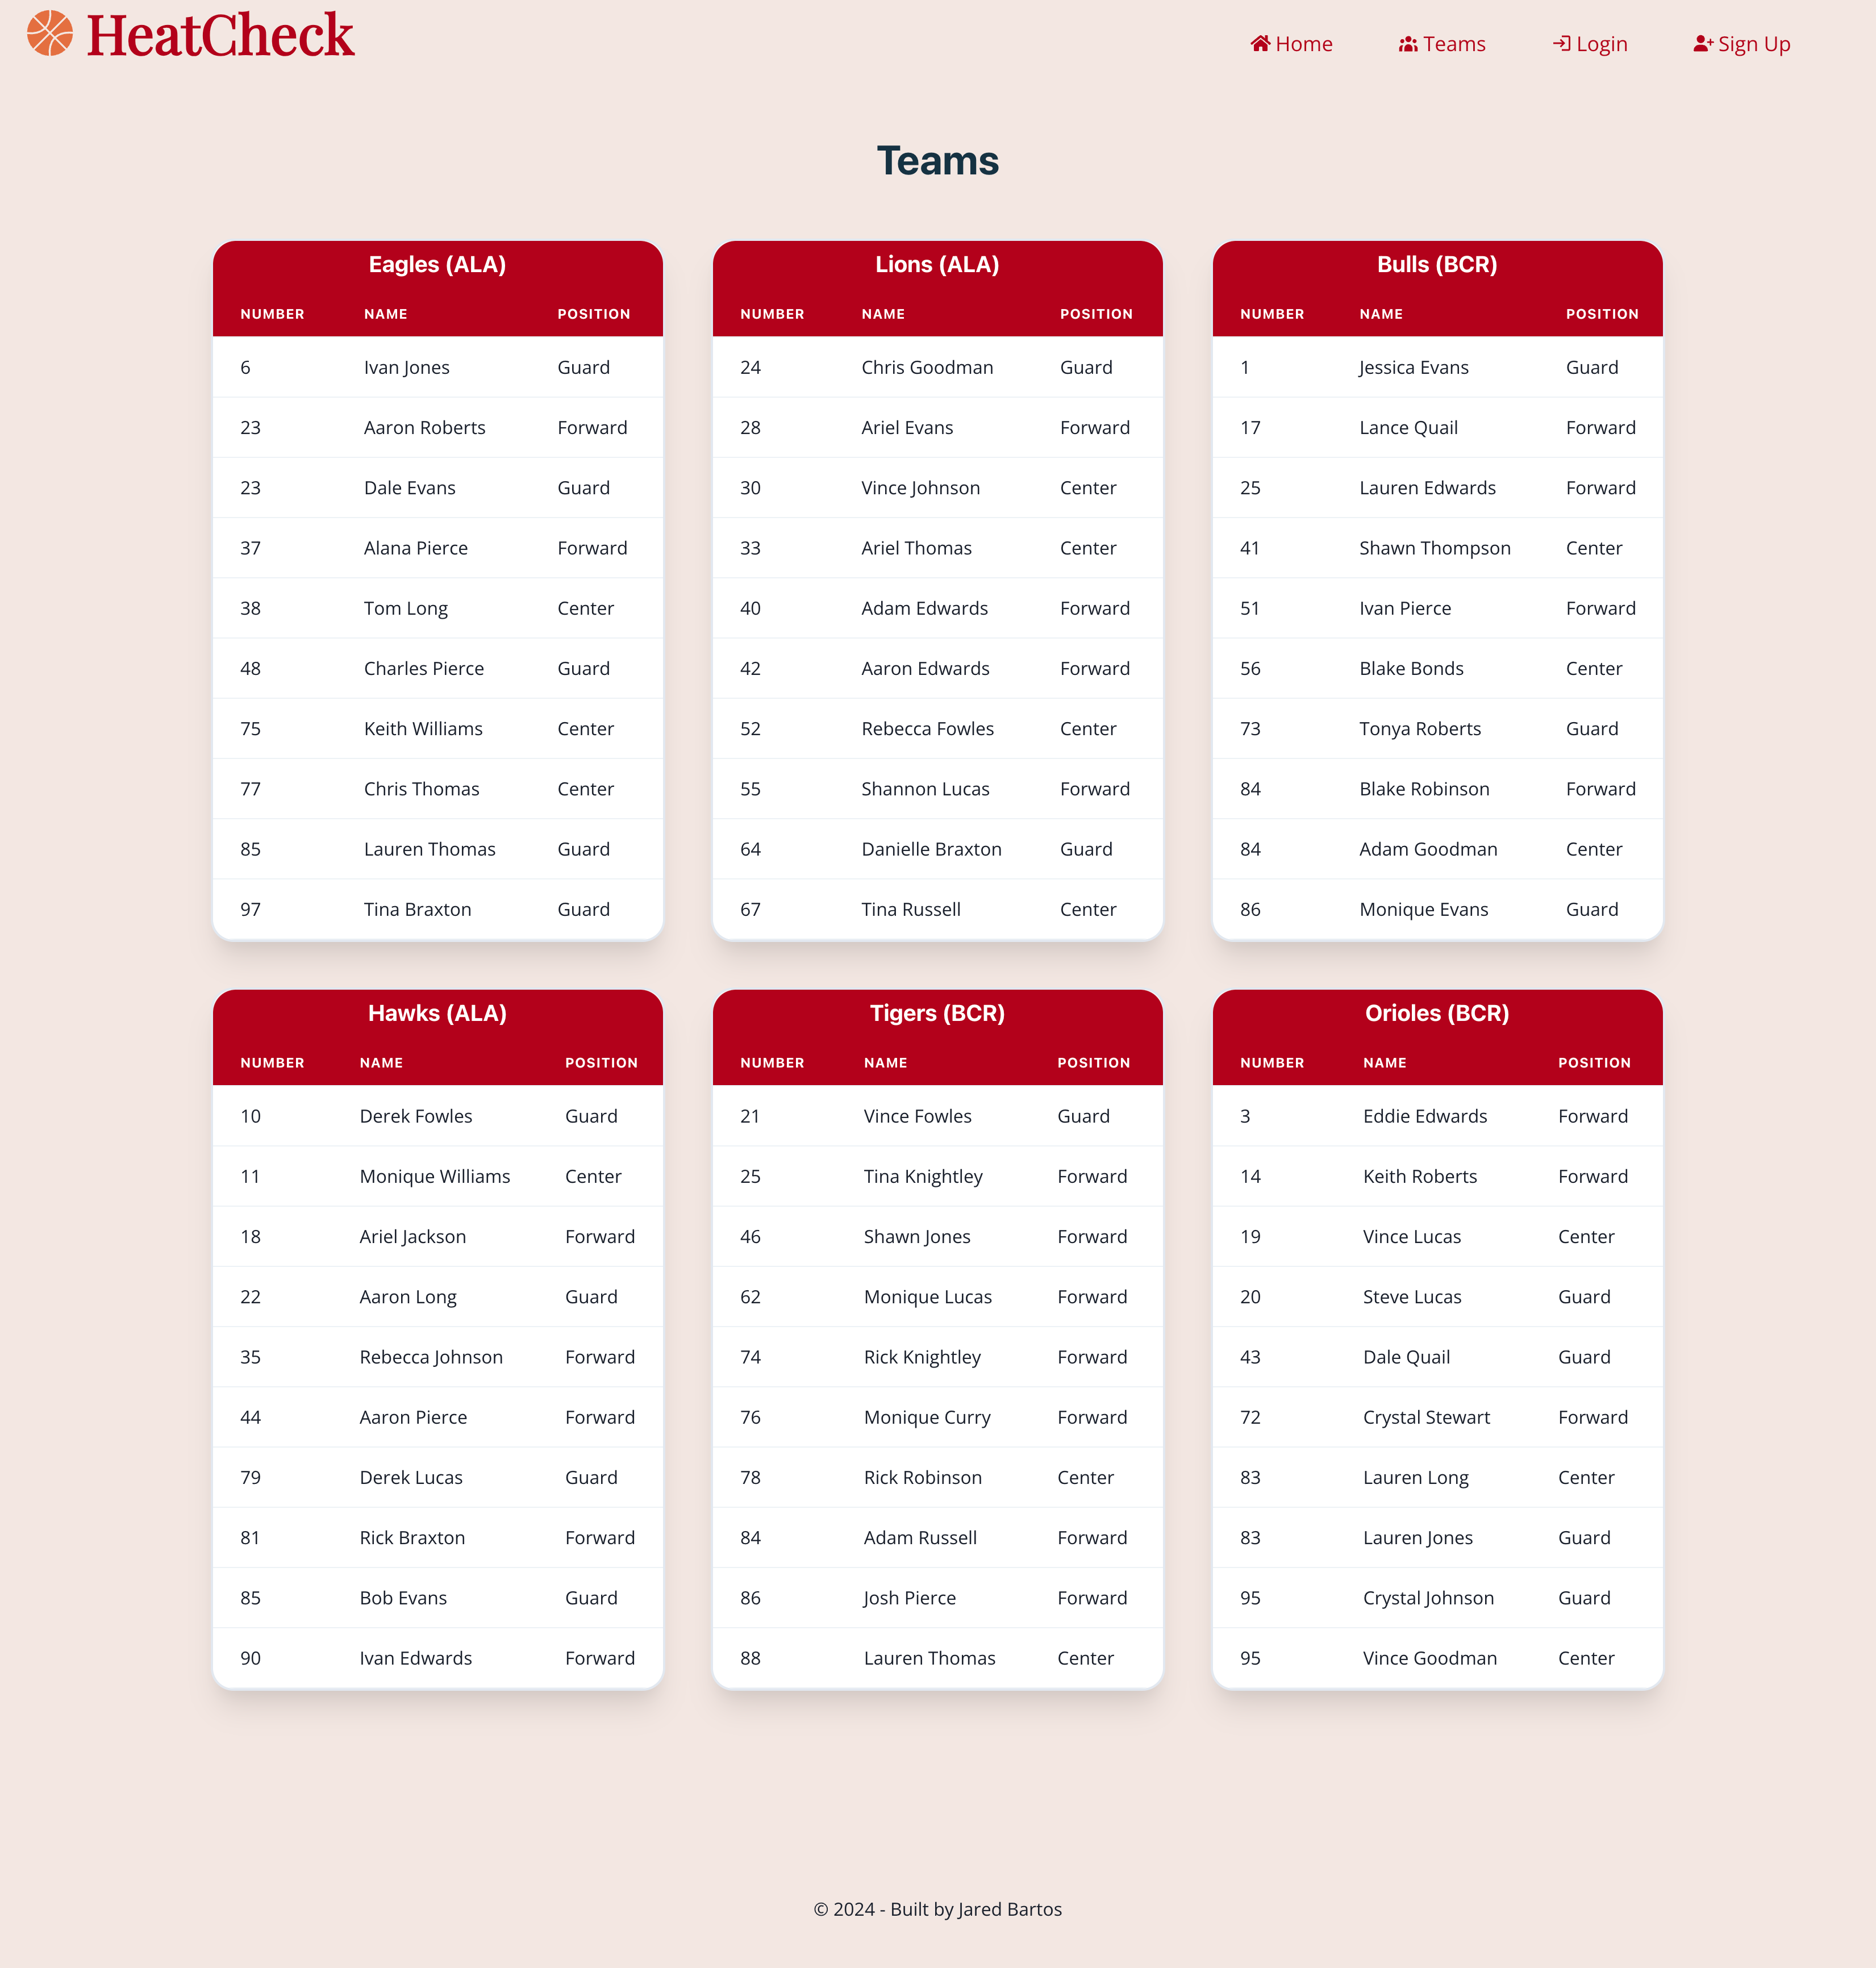 HeatCheck
Home Teams Login Sign Up
Teams
Eagles (ALA)
NUMBER NAME POSITION
6 Ivan Jones Guard
23 Aaron Roberts Forward
23 Dale Evans Guard
37 Alana Pierce Forward
38 Tom Long Center
48 Charles Pierce Guard
75 Keith Williams Center
77 Chris Thomas Center
85 Lauren Thomas Guard
97 Tina Braxton Guard
Lions (ALA)
NUMBER NAME POSITION
24 Chris Goodman Guard
28 Ariel Evans Forward
30 Vince Johnson Center
33 Ariel Thomas Center
40 Adam Edwards Forward
42 Aaron Edwards Forward
52 Rebecca Fowles Center
55 Shannon Lucas Forward
64 Danielle Braxton Guard
67 Tina Russell Center
Bulls (BCR)
NUMBER NAME POSITION
1 Jessica Evans Guard
17 Lance Quail Forward
25 Lauren Edwards Forward
41 Shawn Thompson Center
51 Ivan Pierce Forward
56 Blake Bonds Center
73 Tonya Roberts Guard
84 Blake Robinson Forward
84 Adam Goodman Center
86 Monique Evans Guard
Hawks (ALA)
NUMBER NAME POSITION
10 Derek Fowles Guard
11 Monique Williams Center
18 Ariel Jackson Forward
22 Aaron Long Guard
35 Rebecca Johnson Forward
44 Aaron Pierce Forward
79 Derek Lucas Guard
81 Rick Braxton Forward
85 Bob Evans Guard
90 Ivan Edwards Forward
Tigers (BCR)
NUMBER NAME POSITION
21 Vince Fowles Guard
25 Tina Knightley Forward
46 Shawn Jones Forward
62 Monique Lucas Forward
74 Rick Knightley Forward
76 Monique Curry Forward
78 Rick Robinson Center
84 Adam Russell Forward
86 Josh Pierce Forward
88 Lauren Thomas Center
Orioles (BCR)
NUMBER NAME POSITION
3 Eddie Edwards Forward
14 Keith Roberts Forward
19 Vince Lucas Center
20 Steve Lucas Guard
43 Dale Quail Guard
72 Crystal Stewart Forward
83 Lauren Long Center
83 Lauren Jones Guard
95 Crystal Johnson Guard
95 Vince Goodman Center
© 2024 - Built by Jared Bartos